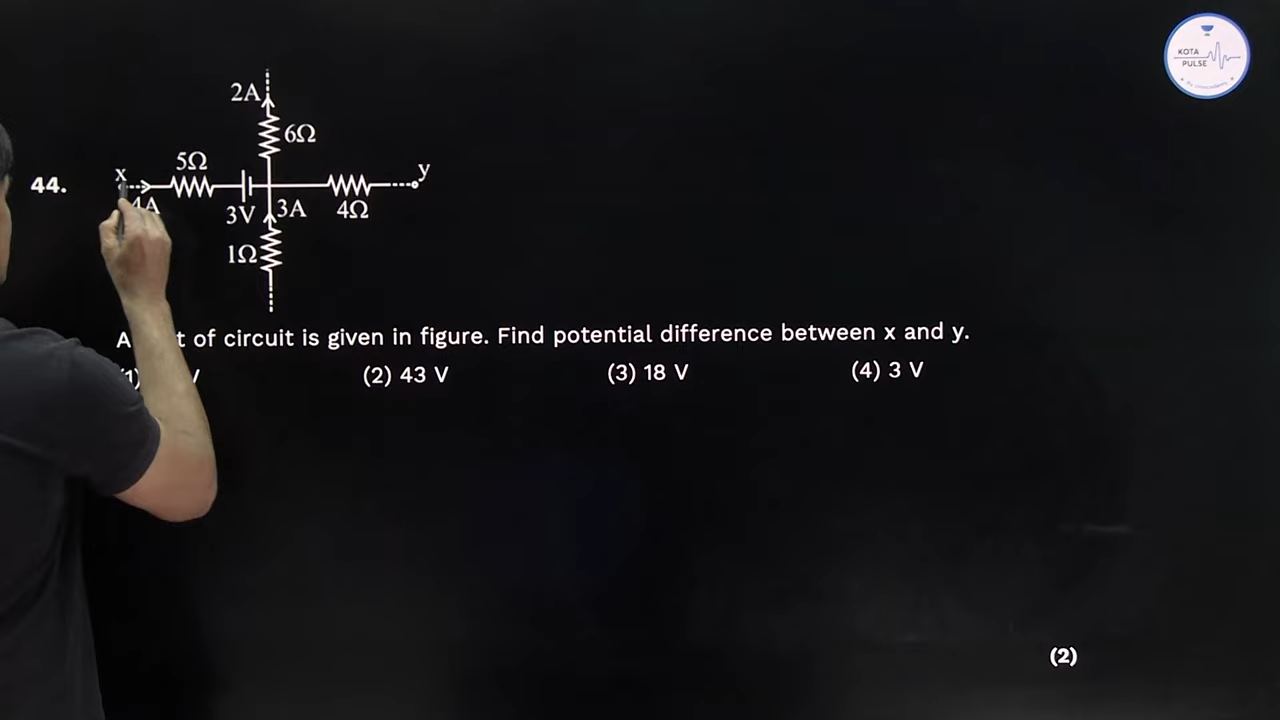 KOTA
PULSE
2A
6Ω
44.
x
5Ω
y
3V
3A
4Ω
1Ω
of circuit is given in figure. Find potential difference between x and y.
(2) 43 V
(3) 18 V
(4) 3 V
(2)